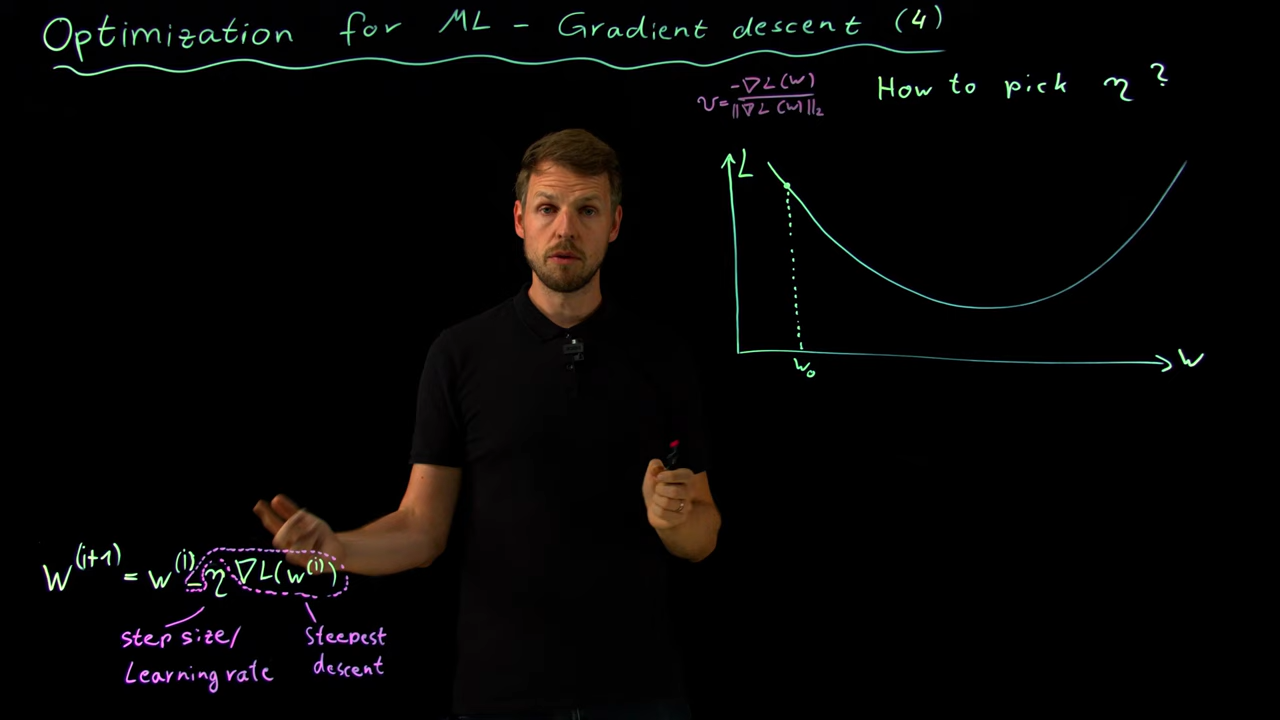 Optimization for ML - Gradient descent (4)
v = -∇L(w) / ||∇L(w)||₂
How to pick η ?
L
w₀
w
w^(i+1) = w^(i) - η ∇L(w^(i))
step size/
Learning rate
steepest
descent